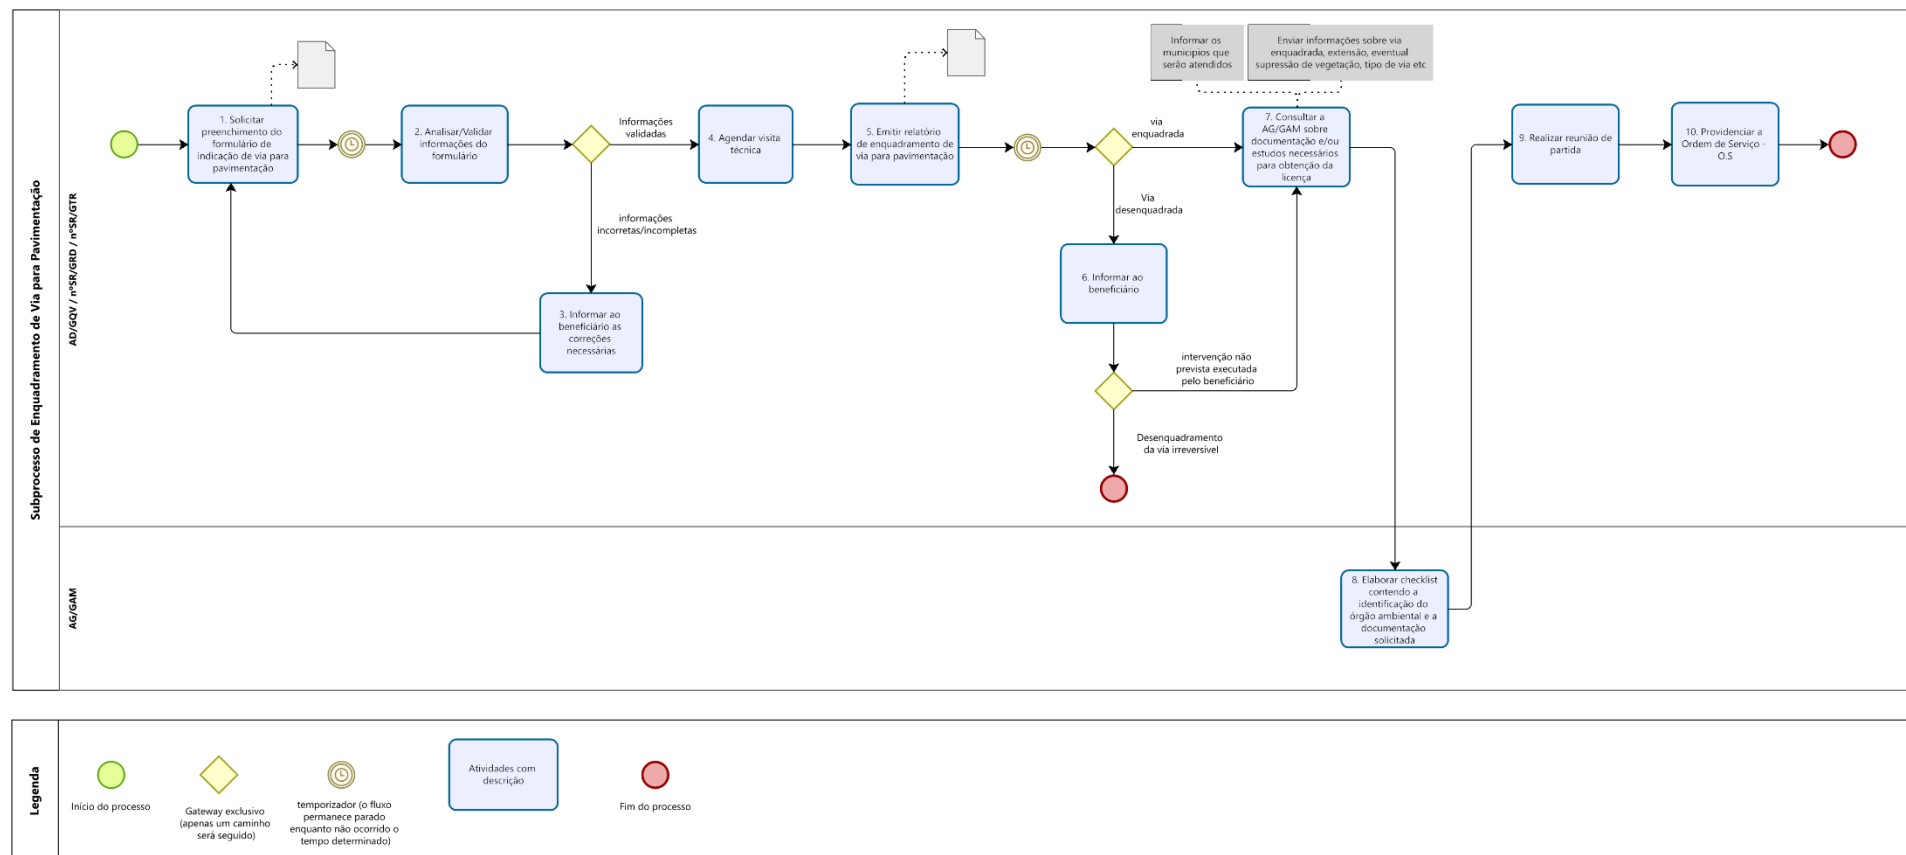 Subprocesso de Enquadramento de Via para Pavimentação
AD/GQV / nºSR/GRD / nºSR/GTR
1. Solicitar
preenchimento do
formulário de
indicação de via para
pavimentação
2. Analisar/Validar
informações do
formulário
Informações
validadas
informações
incorretas/incompletas
3. Informar ao
beneficiário as
correções
necessárias
4. Agendar visita
técnica
5. Emitir relatório
de enquadramento de
via para pavimentação
via
enquadrada
Via
desenquadrada
6. Informar ao
beneficiário
intervenção não
prevista executada
pelo beneficiário
Desenquadramento
da via irreversível
Informar os
municipios que
serão atendidos
Enviar informações sobre via
enquadrada, extensão, eventual
supressão de vegetação, tipo de via etc
7. Consultar a
AG/GAM sobre
documentação e/ou
estudos necessários
para obtenção da
licença
9. Realizar reunião de
partida
10. Providenciar a
Ordem de Serviço -
O.S
AG/GAM
8. Elaborar checklist
contendo a
identificação do
órgão ambiental e a
documentação
solicitada
Legenda
Início do processo
Gateway exclusivo
(apenas um caminho
será seguido)
temporizador (o fluxo
permanece parado
enquanto não ocorrido o
tempo determinado)
Atividades com
descrição
Fim do processo